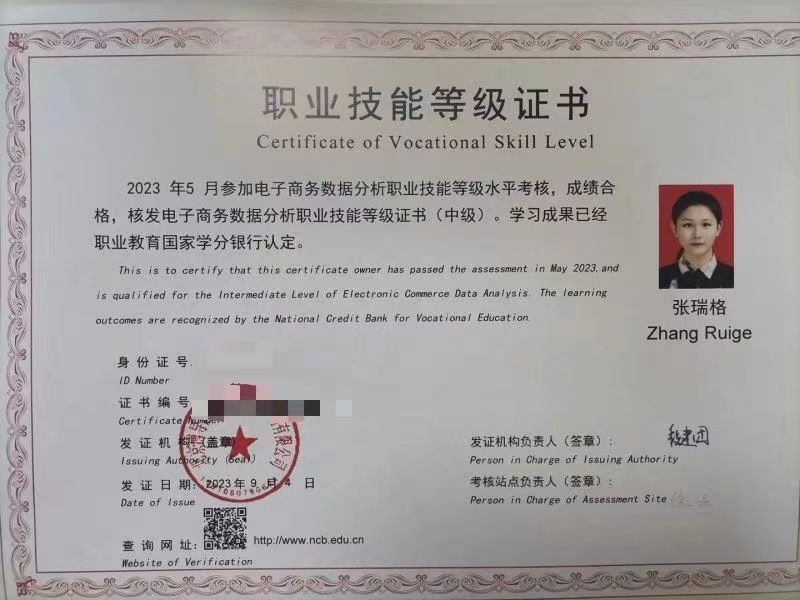 职业技能等级证书
Certificate of Vocational Skill Level
2023 年5 月参加电子商务数据分析职业技能等级水平考核，成绩合
格，核发电子商务数据分析职业技能等级证书（中级）。学习成果已经
职业教育国家学分银行认定。
This is to certify that this certificate owner has passed the assessment in May 2023,and
is qualified for the Intermediate Level of Electronic Commerce Data Analysis. The learning
outcomes are recognized by the National Credit Bank for Vocational Education.
张瑞格
Zhang Ruige
身份证号
ID Number
证书编号
Certificate Number
发证机构（盖章）
Issuing Authority (Seal)
有限公司
发证日期：2023 年 9 月 4 日
Date of Issue
查询网址：
http://www.ncb.edu.cn
Website of Verification
发证机构负责人（签章）：
Person in Charge of Issuing Authority
考核站点负责人（签章）：
Person in Charge of Assessment Site